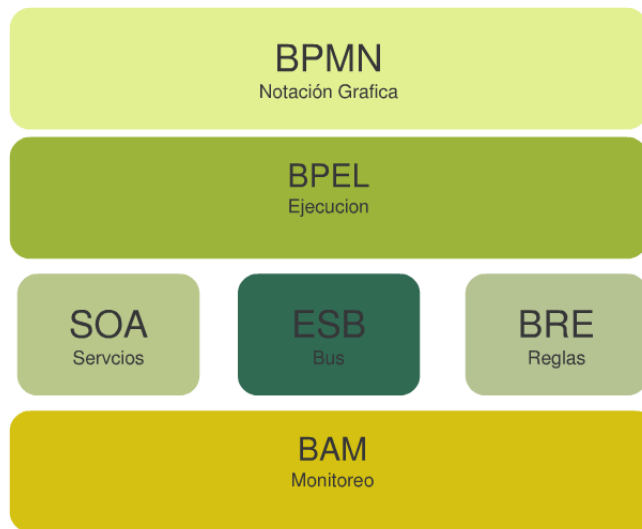 BPMN
Notación Grafica
BPEL
Ejecucion
SOA
Servcios
ESB
Bus
BRE
Reglas
BAM
Monitoreo